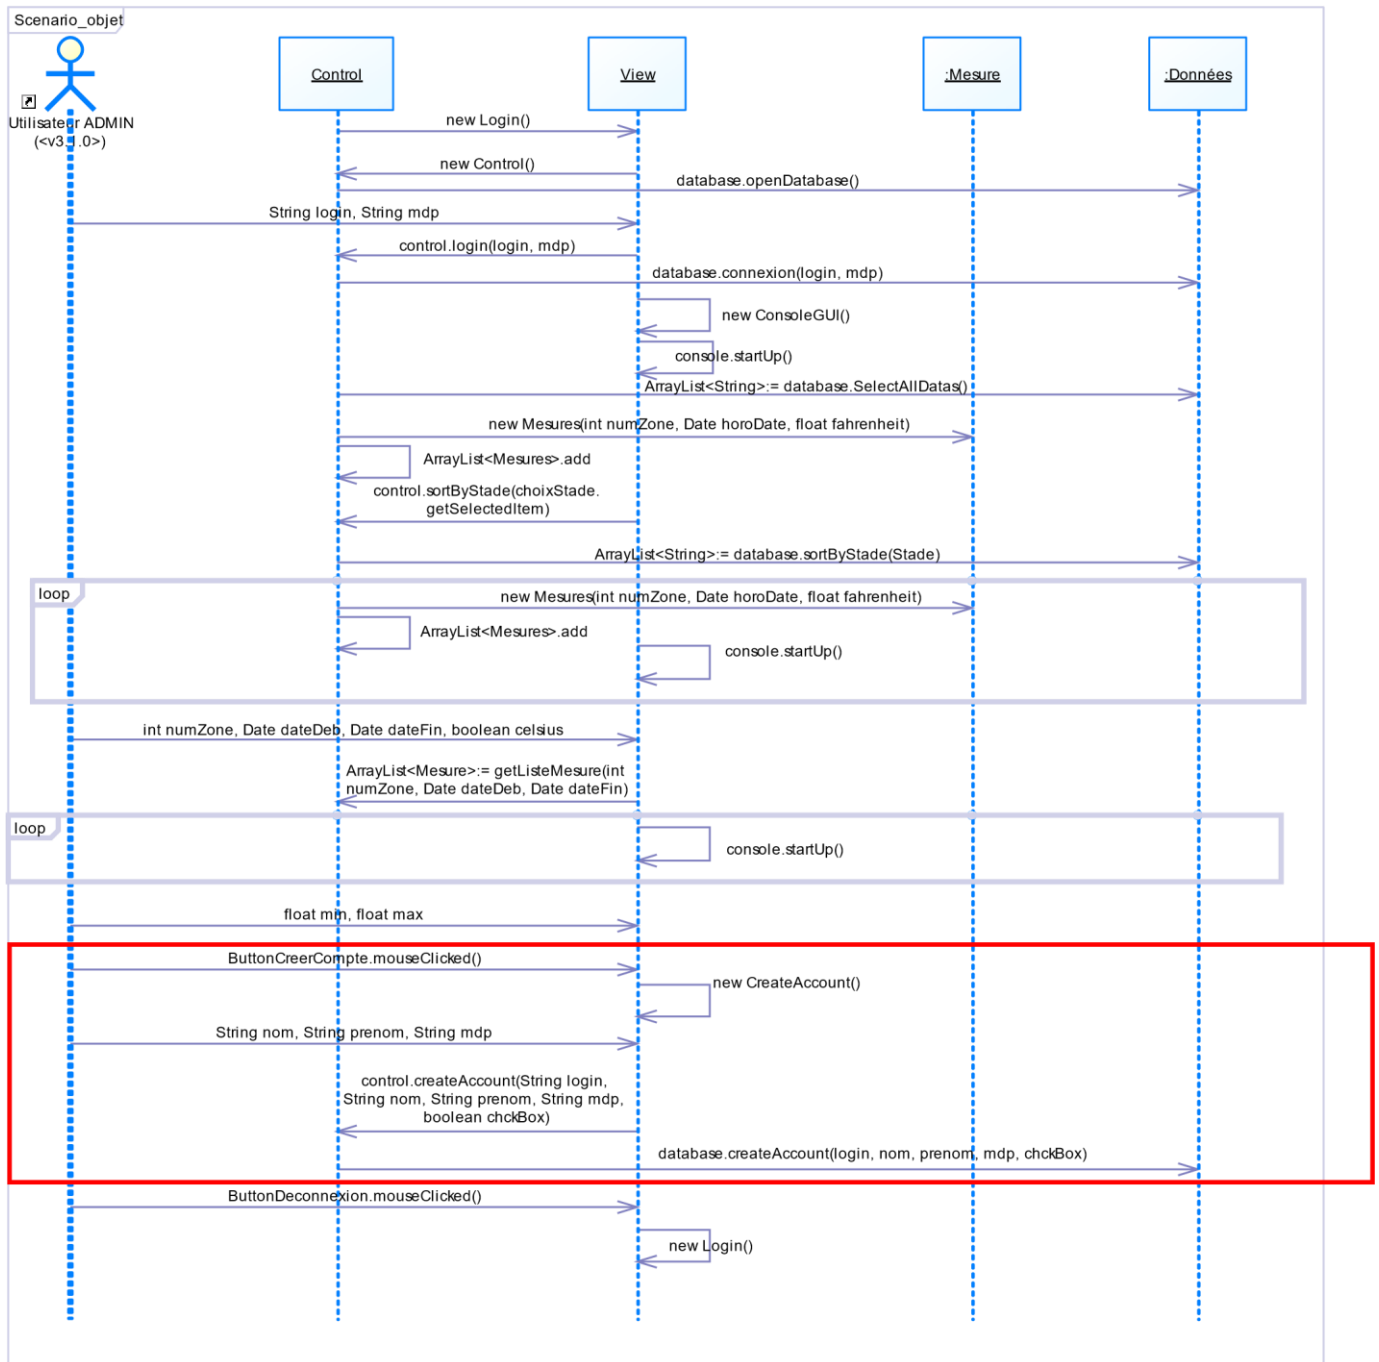 Scenario_objet
Control
View
:Mesure
:Données
Utilisateur ADMIN
(<v3.1.0>)
new Login()
new Control()
database.openDatabase()
String login, String mdp
control.login(login, mdp)
database.connexion(login, mdp)
new ConsoleGUI()
console.startUp()
ArrayList<String>:= database.SelectAllDatas()
new Mesures(int numZone, Date horoDate, float fahrenheit)
ArrayList<Mesures>.add
control.sortByStade(choixStade.
getSelectedItem)
ArrayList<String>:= database.sortByStade(Stade)
loop
new Mesures(int numZone, Date horoDate, float fahrenheit)
ArrayList<Mesures>.add
console.startUp()
int numZone, Date dateDeb, Date dateFin, boolean celsius
ArrayList<Mesure>:= getListeMesure(int
numZone, Date dateDeb, Date dateFin)
loop
console.startUp()
float min, float max
ButtonCreerCompte.mouseClicked()
new CreateAccount()
String nom, String prenom, String mdp
control.createAccount(String login,
String nom, String prenom, String mdp,
boolean chckBox)
database.createAccount(login, nom, prenom, mdp, chckBox)
ButtonDeconnexion.mouseClicked()
new Login()